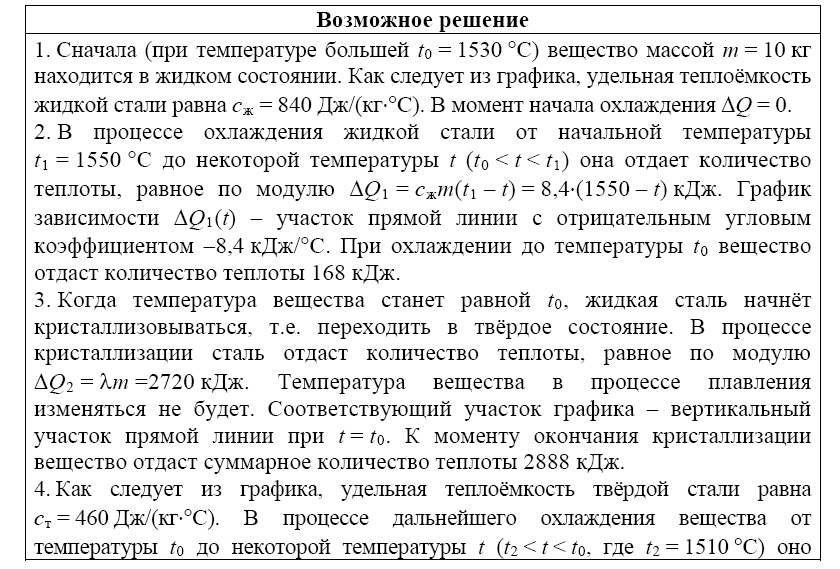 Возможное решение
1. Сначала (при температуре большей t₀ = 1530 °С) вещество массой m = 10 кг
находится в жидком состоянии. Как следует из графика, удельная теплоёмкость
жидкой стали равна cж = 840 Дж/(кг·°С). В момент начала охлаждения ΔQ = 0.
2. В процессе охлаждения жидкой стали от начальной температуры
t₁ = 1550 °С до некоторой температуры t (t₀ < t < t₁) она отдает количество
теплоты, равное по модулю ΔQ₁ = cжm(t₁ – t) = 8,4·(1550 – t) кДж. График
зависимости ΔQ₁(t) – участок прямой линии с отрицательным угловым
коэффициентом –8,4 кДж/°С. При охлаждении до температуры t₀ вещество
отдаст количество теплоты 168 кДж.
3. Когда температура вещества станет равной t₀, жидкая сталь начнёт
кристаллизовываться, т.е. переходить в твёрдое состояние. В процессе
кристаллизации сталь отдаст количество теплоты, равное по модулю
ΔQ₂ = λm =2720 кДж. Температура вещества в процессе плавления
изменяться не будет. Соответствующий участок графика – вертикальный
участок прямой линии при t = t₀. К моменту окончания кристаллизации
вещество отдаст суммарное количество теплоты 2888 кДж.
4. Как следует из графика, удельная теплоёмкость твёрдой стали равна
cт = 460 Дж/(кг·°С). В процессе дальнейшего охлаждения вещества от
температуры t₀ до некоторой температуры t (t₂ < t < t₀, где t₂ = 1510 °С) оно